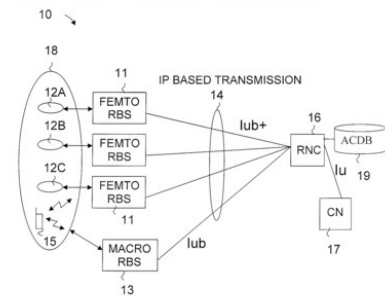 10
18
11
12A
FEMTO
RBS
IP BASED TRANSMISSION
14
Iub+
12B
FEMTO
RBS
16
RNC
ACDB
19
Iu
12C
FEMTO
RBS
11
CN
17
15
Iub
MACRO
RBS
13